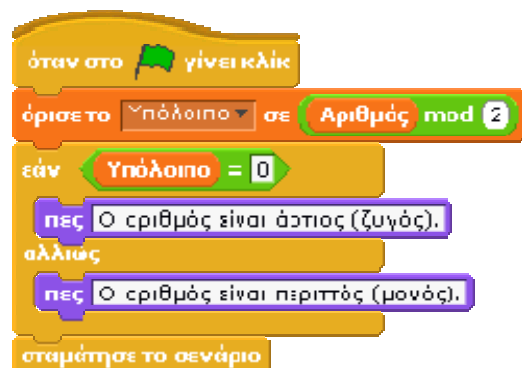 όταν στο γίνει κλίκ
όρισε το Υπόλοιπο σε Αριθμός mod 2
εάν Υπόλοιπο = 0
πες Ο αριθμός είναι άρτιος (ζυγός).
αλλιώς
πες Ο αριθμός είναι περιττός (μονός).
σταμάτησε το σενάριο